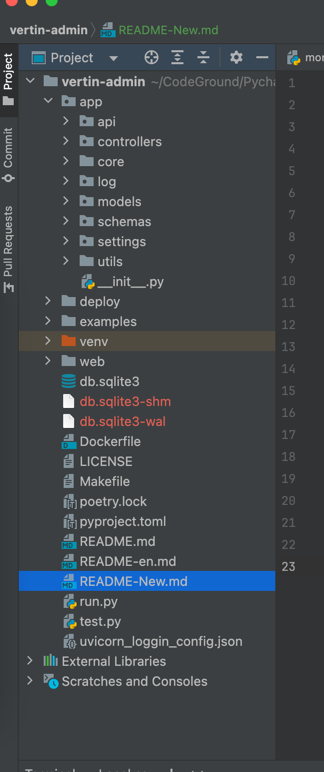 vertin-admin README-New.md
Project
Commit
Pull Requests
Project
vertin-admin ~/CodeGround/Pycha
app
api
controllers
core
log
models
schemas
settings
utils
__init__.py
deploy
examples
venv
web
db.sqlite3
db.sqlite3-shm
db.sqlite3-wal
Dockerfile
LICENSE
Makefile
poetry.lock
pyproject.toml
README.md
README-en.md
README-New.md
run.py
test.py
uvicorn_loggin_config.json
External Libraries
Scratches and Consoles
mor
1
2
3
4
5
6
7
8
9
10
11
12
13
14
15
16
17
18
19
20
21
22
23